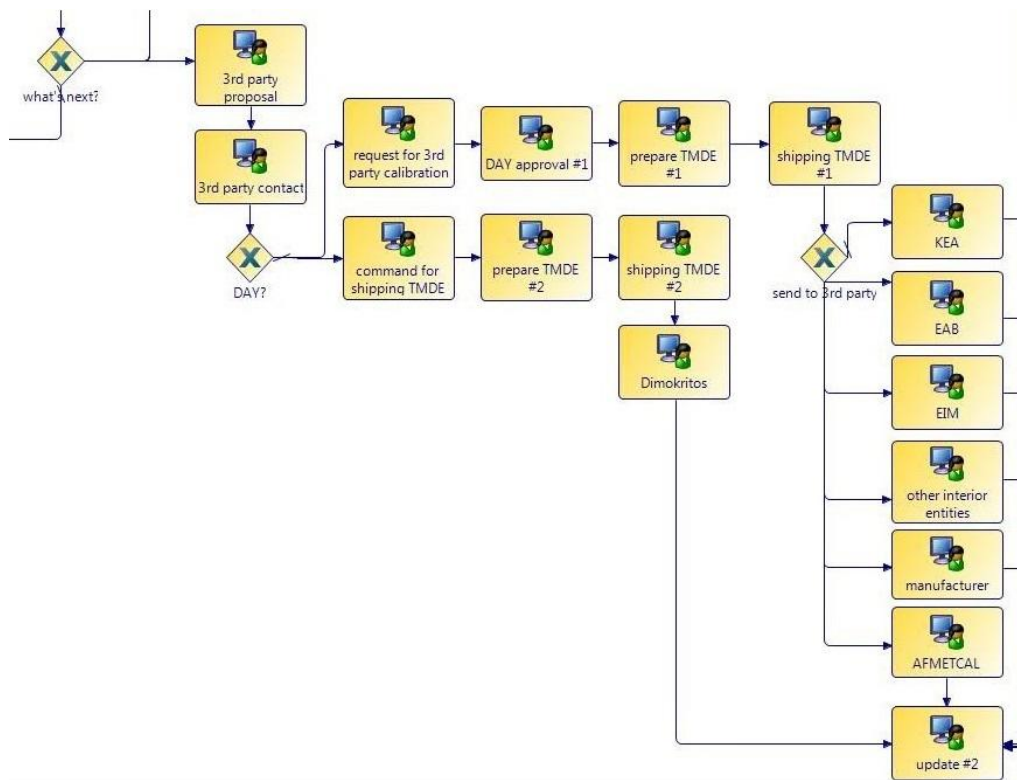 what's next?
3rd party
proposal
3rd party contact
DAY?
request for 3rd
party calibration
DAY approval #1
prepare TMDE
#1
shipping TMDE
#1
command for
shipping TMDE
prepare TMDE
#2
shipping TMDE
#2
Dimokritos
send to 3rd party
KEA
EAB
EIM
other interior
entities
manufacturer
AFMETCAL
update #2